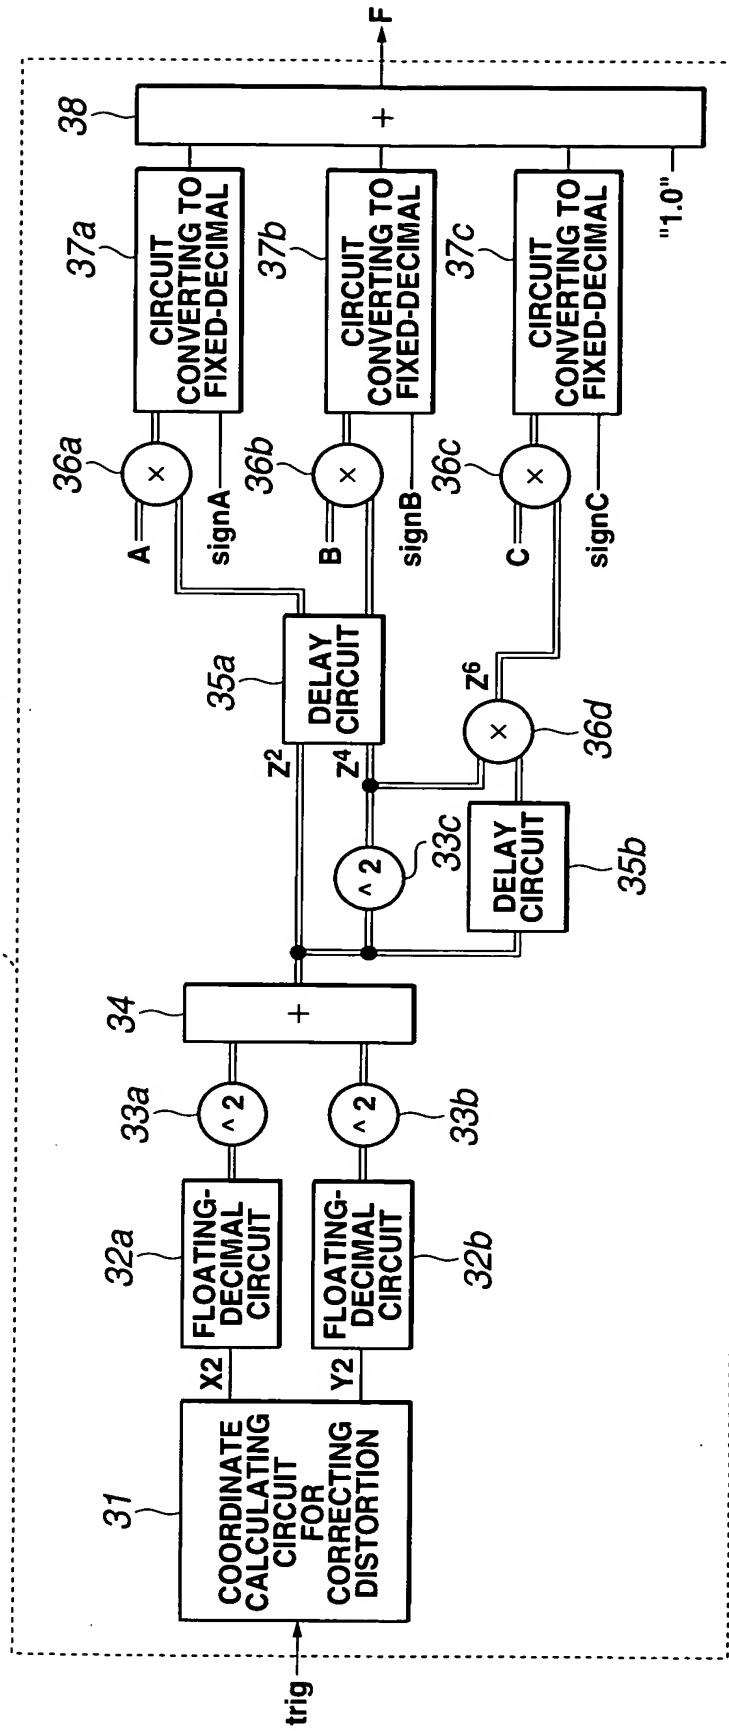 trig
31
COORDINATE
CALCULATING
CIRCUIT
FOR
CORRECTING
DISTORTION
X2
Y2
32a
FLOATING-
DECIMAL
CIRCUIT
32b
FLOATING-
DECIMAL
CIRCUIT
33a
^ 2
33b
^ 2
34
+
33c
^ 2
35b
DELAY
CIRCUIT
Z²
Z⁴
35a
DELAY
CIRCUIT
36d
×
Z⁶
A
36a
×
signA
B
36b
×
signB
C
36c
×
signC
37a
CIRCUIT
CONVERTING TO
FIXED-DECIMAL
37b
CIRCUIT
CONVERTING TO
FIXED-DECIMAL
37c
CIRCUIT
CONVERTING TO
FIXED-DECIMAL
"1.0"
38
+
F